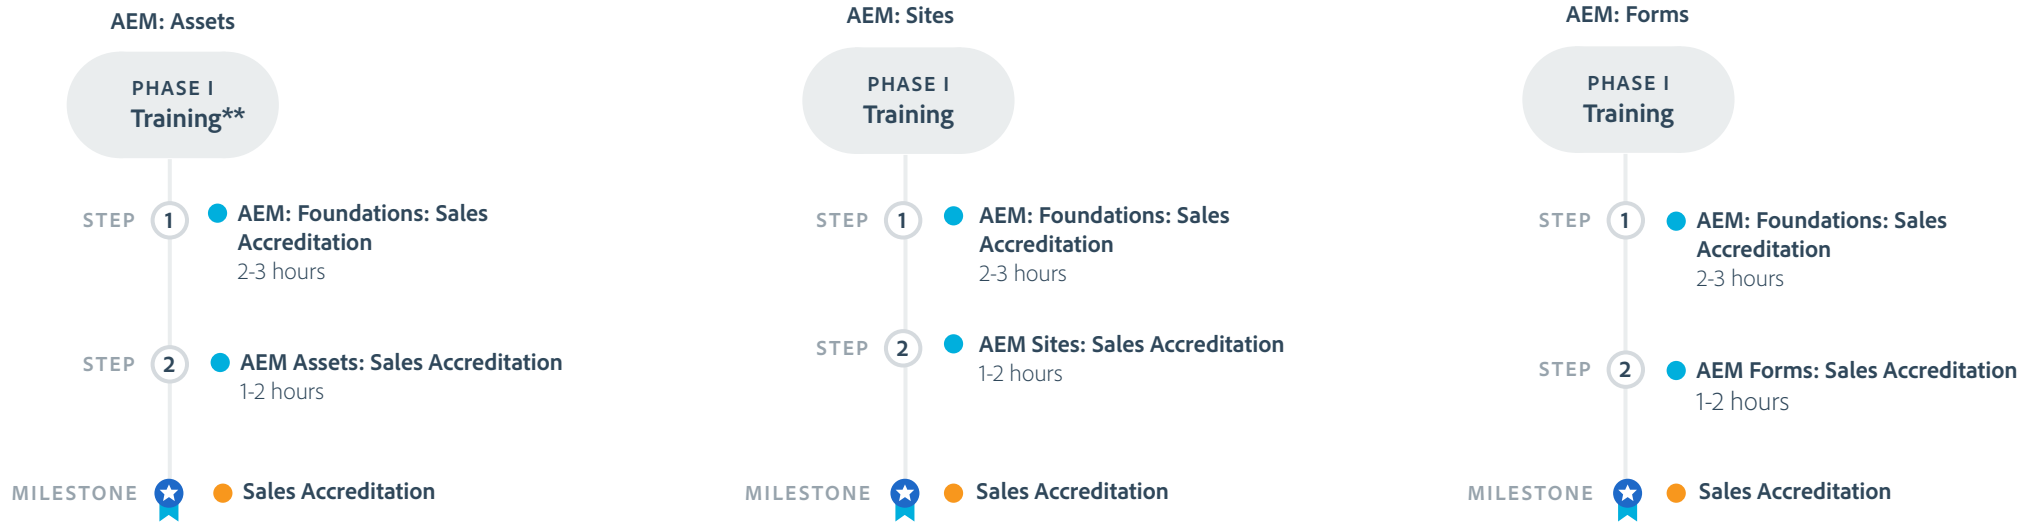 AEM: Assets
PHASE I
Training**
STEP 1 AEM: Foundations: Sales
Accreditation
2-3 hours
STEP 2 AEM Assets: Sales Accreditation
1-2 hours
MILESTONE Sales Accreditation
AEM: Sites
PHASE I
Training
STEP 1 AEM: Foundations: Sales
Accreditation
2-3 hours
STEP 2 AEM Sites: Sales Accreditation
1-2 hours
MILESTONE Sales Accreditation
AEM: Forms
PHASE I
Training
STEP 1 AEM: Foundations: Sales
Accreditation
2-3 hours
STEP 2 AEM Forms: Sales Accreditation
1-2 hours
MILESTONE Sales Accreditation